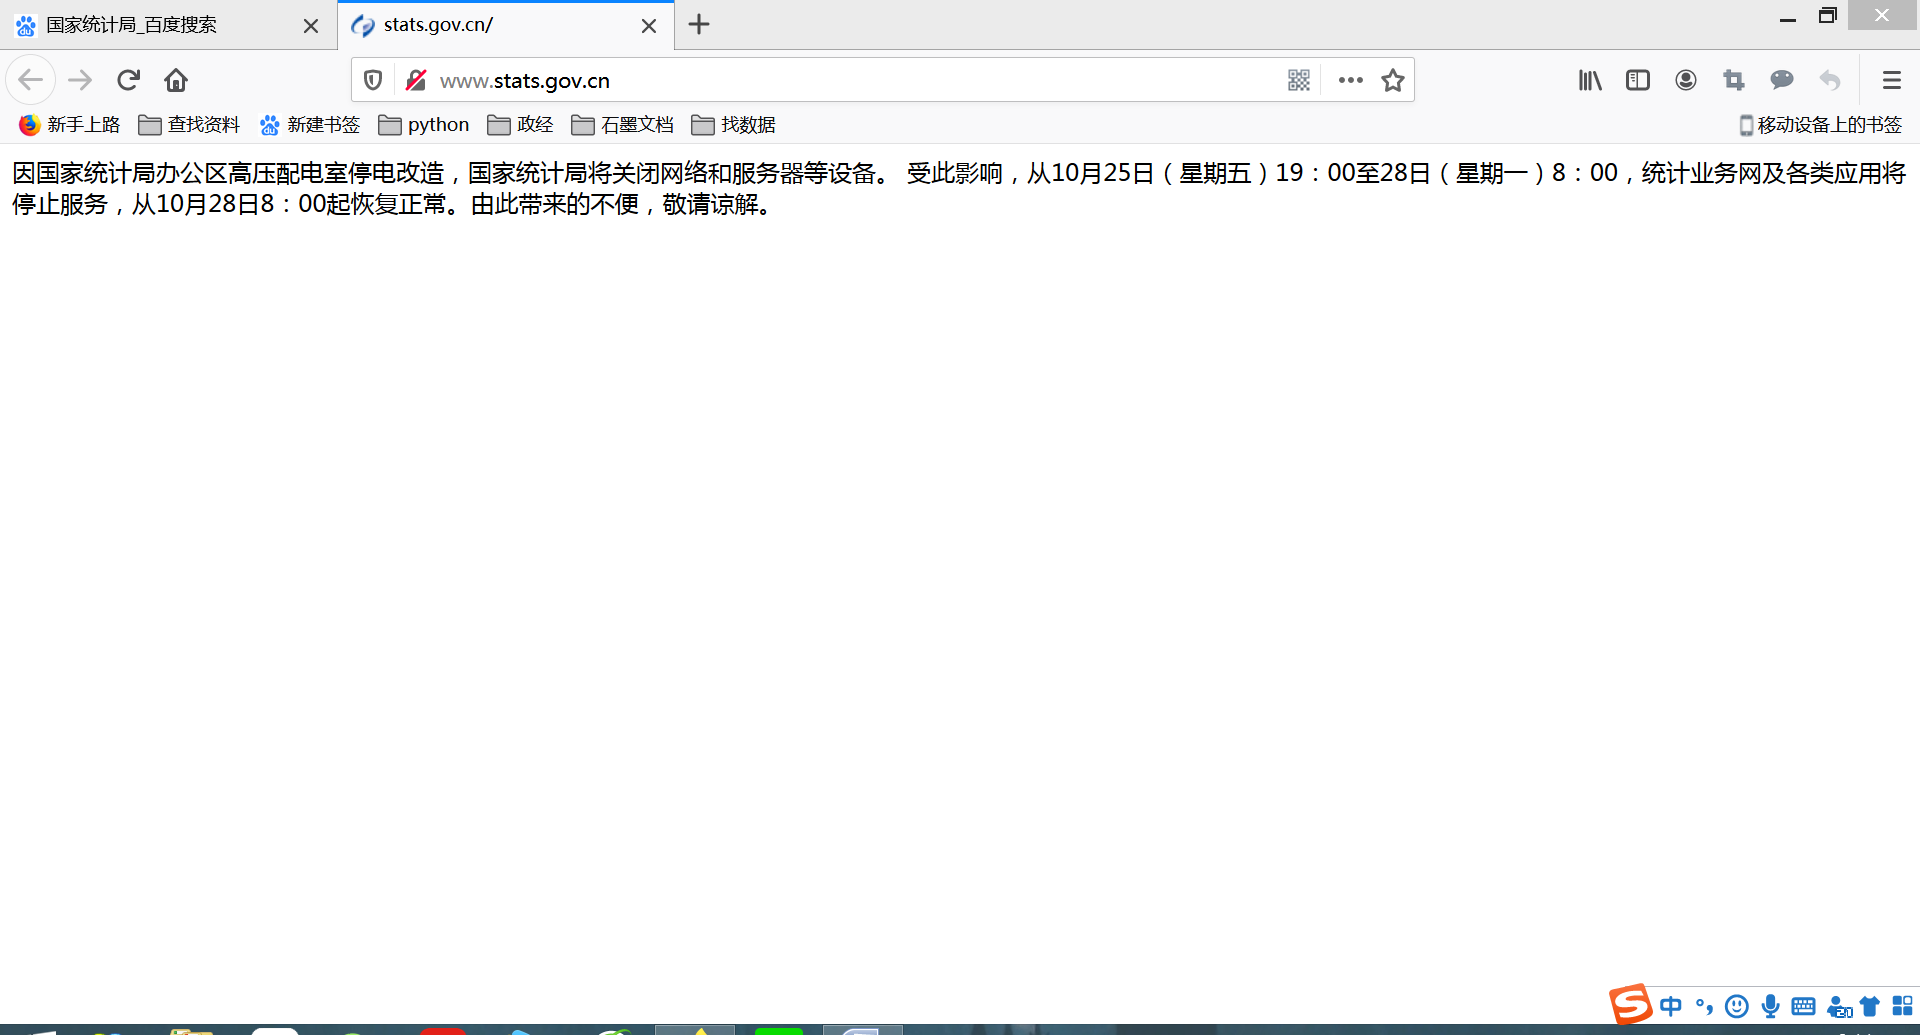 国家统计局_百度搜索
stats.gov.cn/
www.stats.gov.cn
新手上路
查找资料
新建书签
python
政经
石墨文档
找数据
移动设备上的书签
因国家统计局办公区高压配电室停电改造，国家统计局将关闭网络和服务器等设备。 受此影响，从10月25日（星期五）19：00至28日（星期一）8：00，统计业务网及各类应用将
停止服务，从10月28日8：00起恢复正常。由此带来的不便，敬请谅解。
中